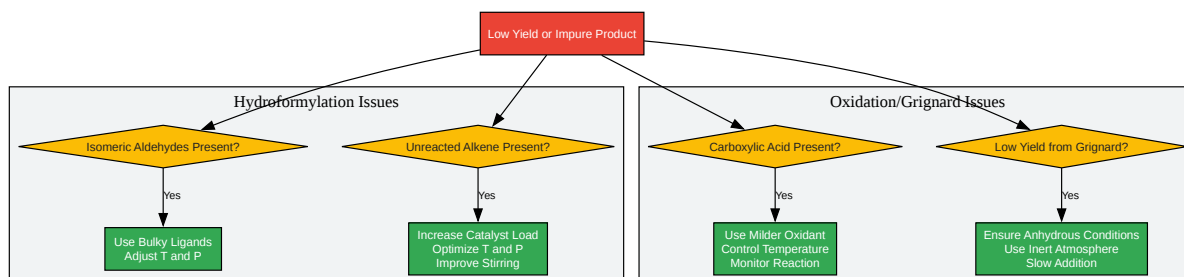 Low Yield or Impure Product
Hydroformylation Issues
Oxidation/Grignard Issues
Isomeric Aldehydes Present?
Unreacted Alkene Present?
Carboxylic Acid Present?
Low Yield from Grignard?
Yes
Yes
Yes
Yes
Use Bulky Ligands
Adjust T and P
Increase Catalyst Load
Optimize T and P
Improve Stirring
Use Milder Oxidant
Control Temperature
Monitor Reaction
Ensure Anhydrous Conditions
Use Inert Atmosphere
Slow Addition